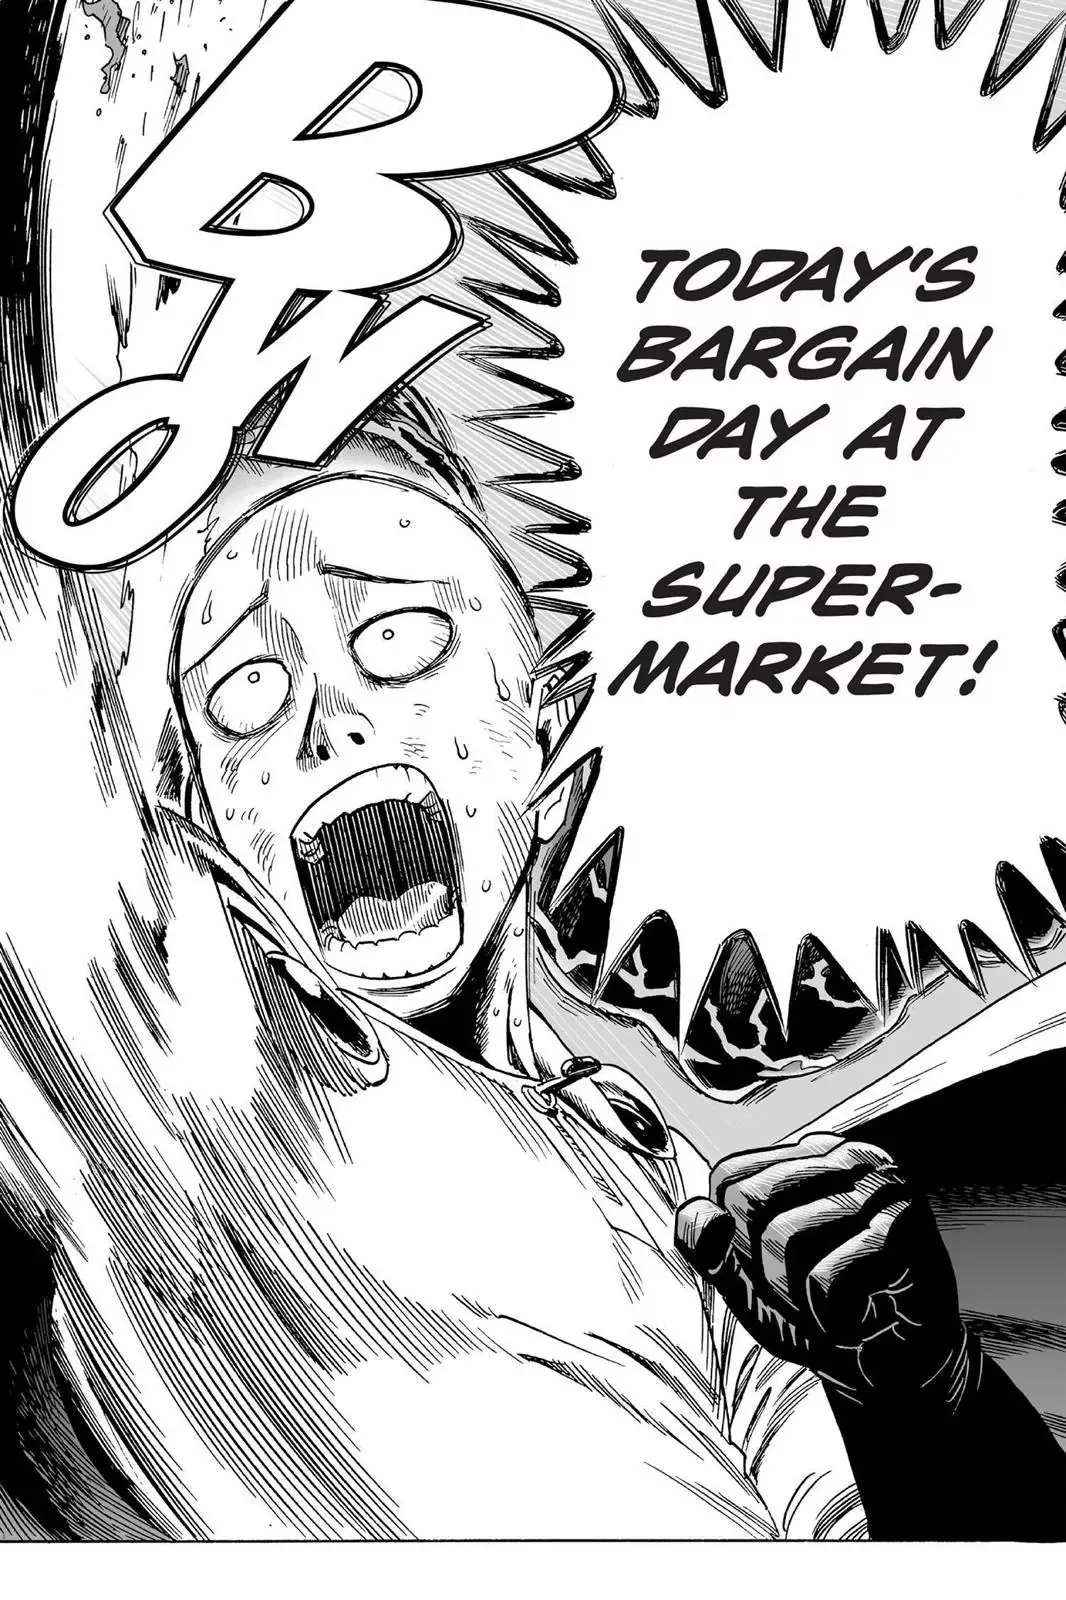 BWO
TODAY'S
BARGAIN
DAY AT
THE
SUPER-
MARKET!